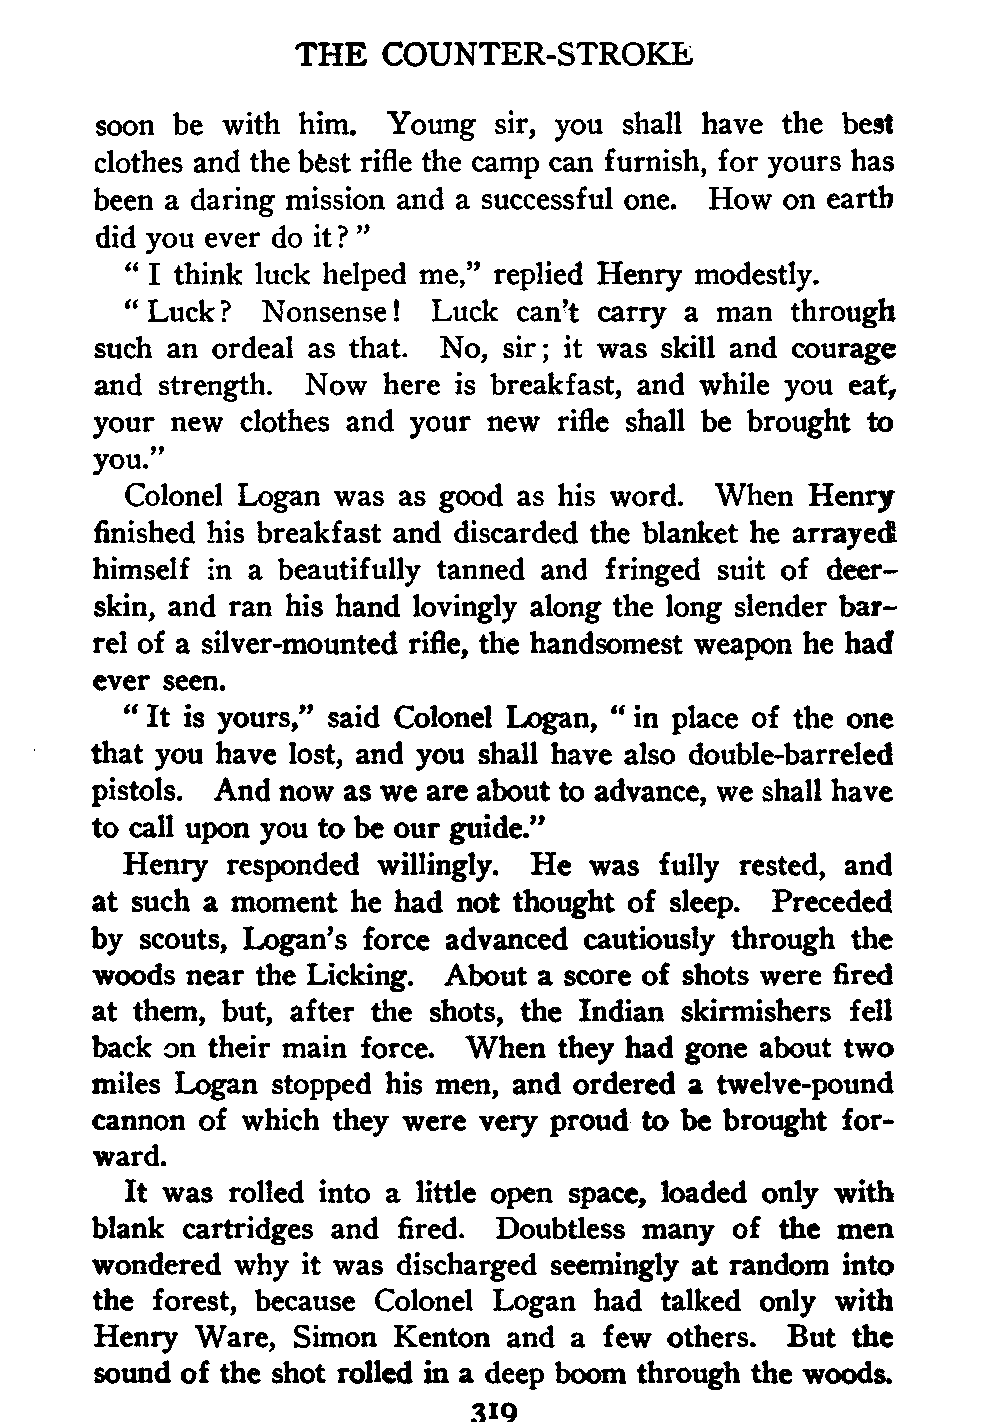 THE COUNTER-STROKE
soon be with him. Young sir, you shall have the best
clothes and the best rifle the camp can furnish, for yours has
been a daring mission and a successful one. How on earth
did you ever do it?"
"I think luck helped me," replied Henry modestly.
"Luck? Nonsense! Luck can't carry a man through
such an ordeal as that. No, sir; it was skill and courage
and strength. Now here is breakfast, and while you eat,
your new clothes and your new rifle shall be brought to
you."
Colonel Logan was as good as his word. When Henry
finished his breakfast and discarded the blanket he arrayed
himself in a beautifully tanned and fringed suit of deer-
skin, and ran his hand lovingly along the long slender bar-
rel of a silver-mounted rifle, the handsomest weapon he had
ever seen.
"It is yours," said Colonel Logan, "in place of the one
that you have lost, and you shall have also double-barreled
pistols. And now as we are about to advance, we shall have
to call upon you to be our guide."
Henry responded willingly. He was fully rested, and
at such a moment he had not thought of sleep. Preceded
by scouts, Logan's force advanced cautiously through the
woods near the Licking. About a score of shots were fired
at them, but, after the shots, the Indian skirmishers fell
back on their main force. When they had gone about two
miles Logan stopped his men, and ordered a twelve-pound
cannon of which they were very proud to be brought for-
ward.
It was rolled into a little open space, loaded only with
blank cartridges and fired. Doubtless many of the men
wondered why it was discharged seemingly at random into
the forest, because Colonel Logan had talked only with
Henry Ware, Simon Kenton and a few others. But the
sound of the shot rolled in a deep boom through the woods.
319